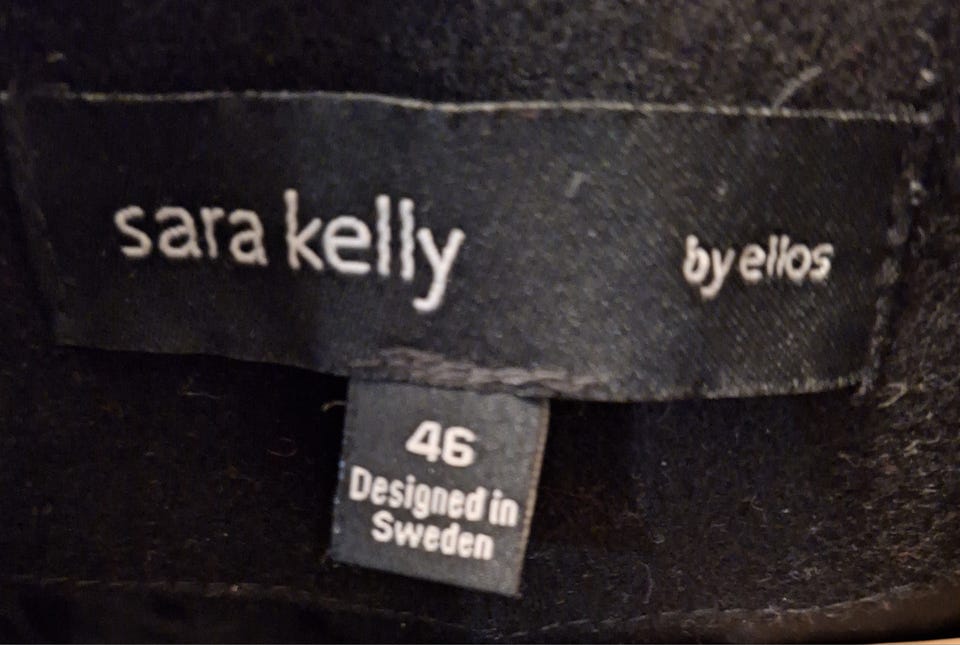 sara kelly by ellos
46
Designed in
Sweden